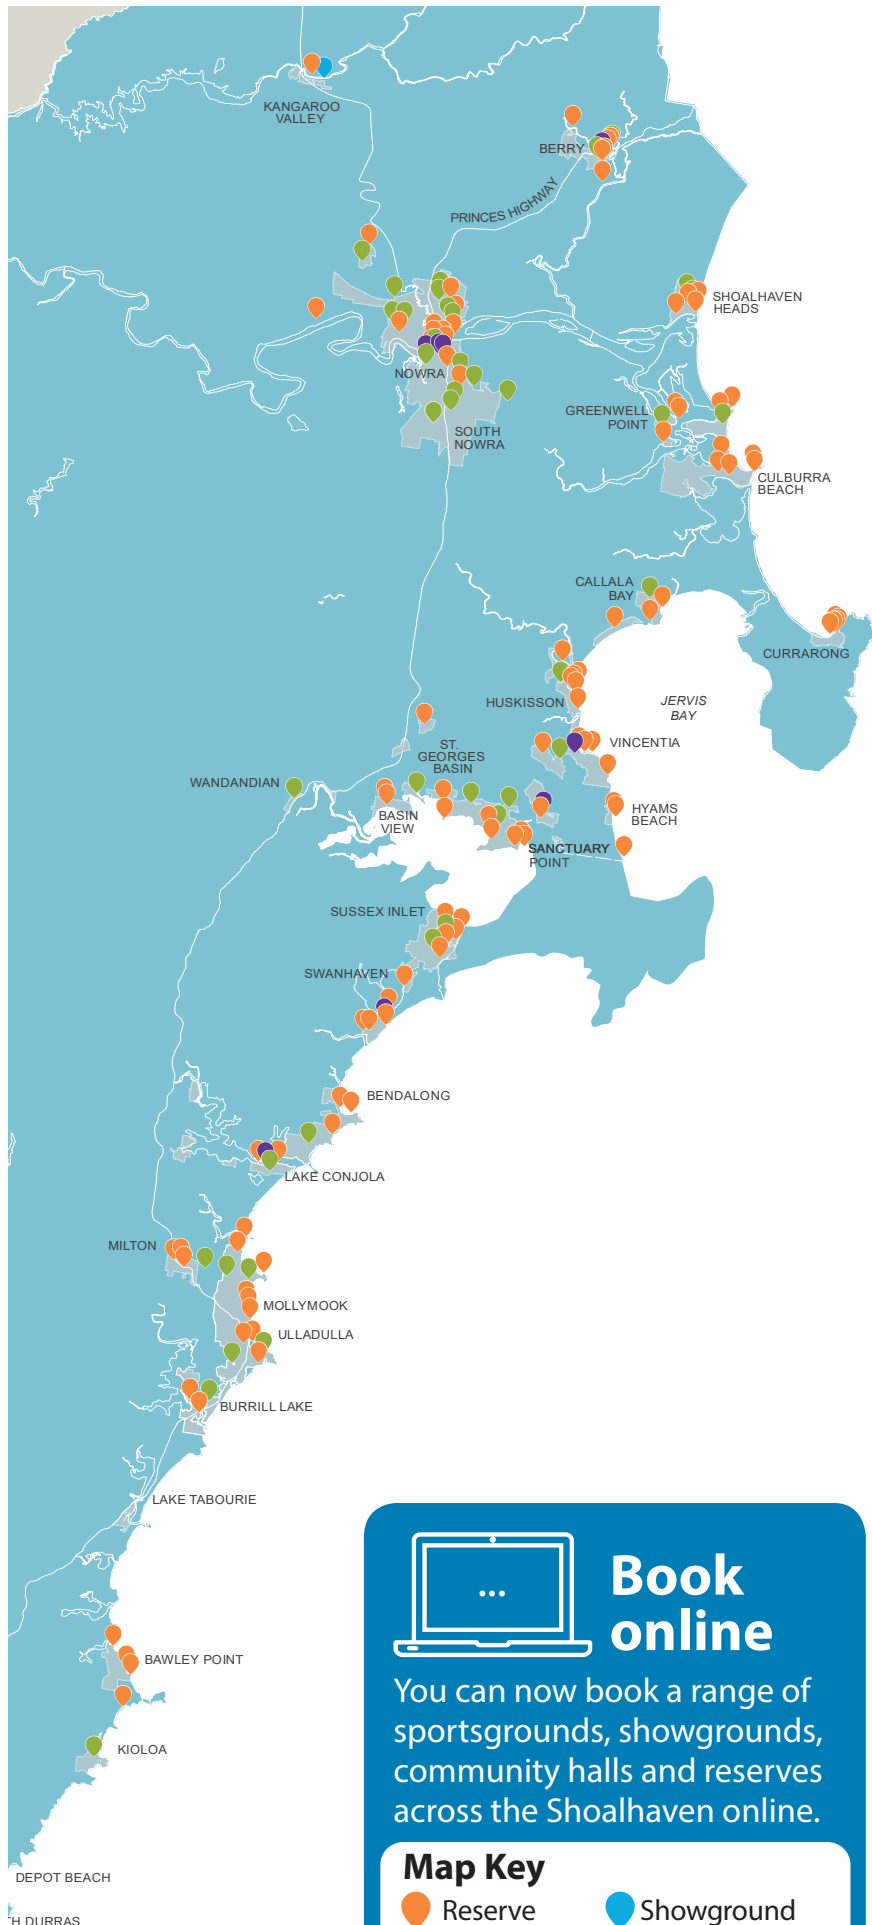 KANGAROO
VALLEY
BERRY
PRINCES HIGHWAY
SHOALHAVEN
HEADS
NOWRA
GREENWELL
POINT
SOUTH
NOWRA
CULBURRA
BEACH
CALLALA
BAY
CURRARONG
HUSKISSON
JERVIS
BAY
VINCENTIA
ST.
GEORGES
BASIN
WANDANDIAN
BASIN
VIEW
HYAMS
BEACH
SANCTUARY
POINT
SUSSEX INLET
SWANHAVEN
BENDALONG
LAKE CONJOLA
MILTON
MOLLYMOOK
ULLADULLA
BURRILL LAKE
LAKE TABOURIE
BAWLEY POINT
KIOLOA
DEPOT BEACH
TH DURRAS
Book
online
You can now book a range of
sportsgrounds, showgrounds,
community halls and reserves
across the Shoalhaven online.
Map Key
Reserve
Showground